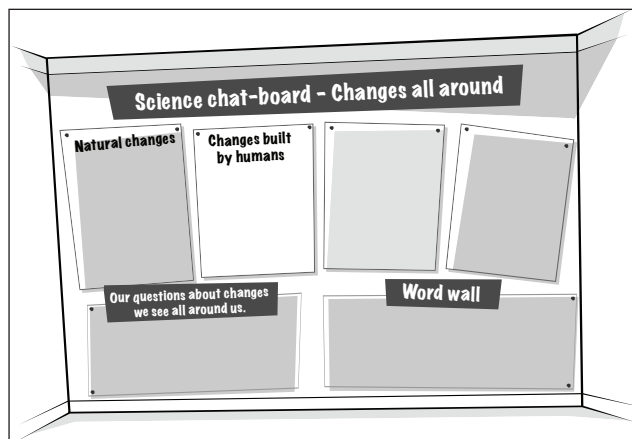 Science chat-board – Changes all around
Natural changes
Changes built
by humans
Our questions about changes
we see all around us.
Word wall